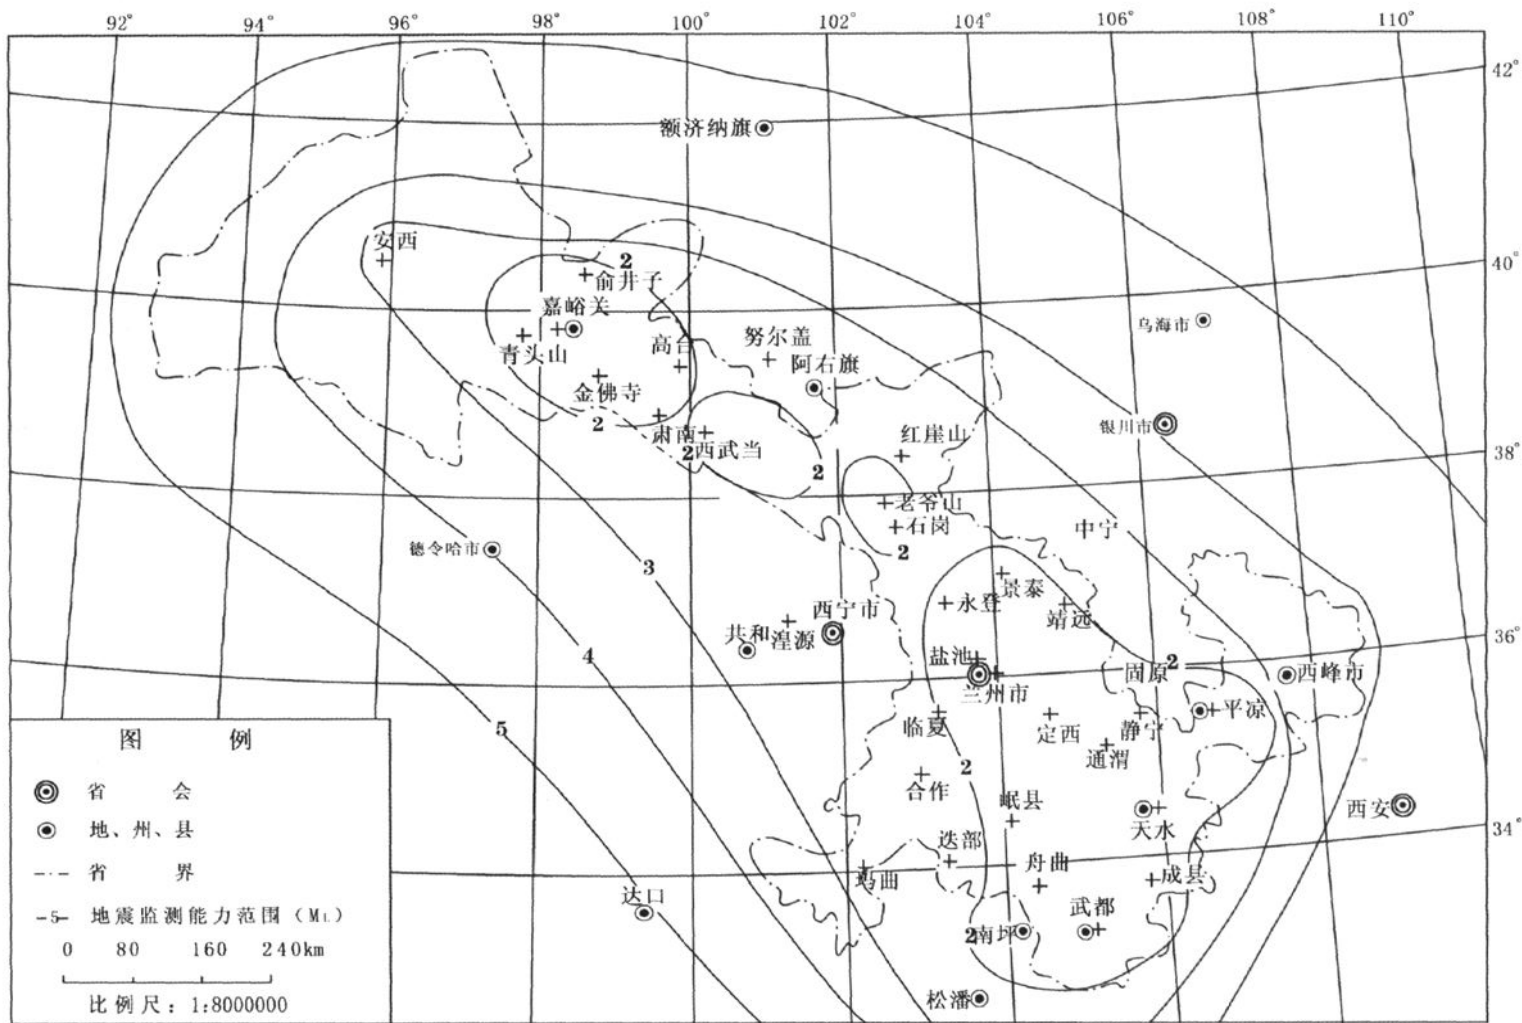 92° 94° 96° 98° 100° 102° 104° 106° 108° 110°
42°
额济纳旗
安西
2
40°
俞井子
嘉峪关
乌海市
努尔盖
高台
青头山
阿右旗
金佛寺
2
银川市
红崖山
肃南
2 西武当
38°
2
老爷山
石岗
中宁
德令哈市
2
3
景泰
永登
西宁市
靖远
36°
共和
湟源
4
盐池
2
固原
西峰市
兰州市
平凉
5
临夏
定西
静宁
通渭
2
合作
岷县
西安
34°
天水
迭部
舟曲
玛曲
成县
达口
武都
2
南坪
松潘
图 例
省 会
地、州、县
省 界
-5- 地震监测能力范围(ML)
0 80 160 240km
比例尺:1:8000000